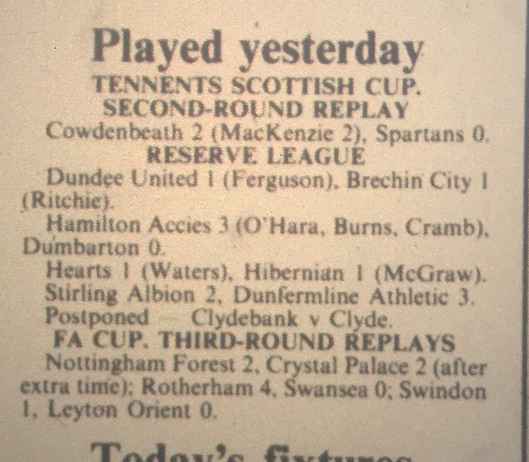 Played yesterday
TENNENTS SCOTTISH CUP.
SECOND-ROUND REPLAY
Cowdenbeath 2 (MacKenzie 2), Spartans 0.
RESERVE LEAGUE
Dundee United 1 (Ferguson), Brechin City 1
(Ritchie).
Hamilton Accies 3 (O'Hara, Burns, Cramb),
Dumbarton 0.
Hearts 1 (Waters), Hibernian 1 (McGraw).
Stirling Albion 2, Dunfermline Athletic 3.
Postponed — Clydebank v Clyde.
FA CUP. THIRD-ROUND REPLAYS
Nottingham Forest 2, Crystal Palace 2 (after
extra time); Rotherham 4, Swansea 0; Swindon
1, Leyton Orient 0.
Today's fixtures